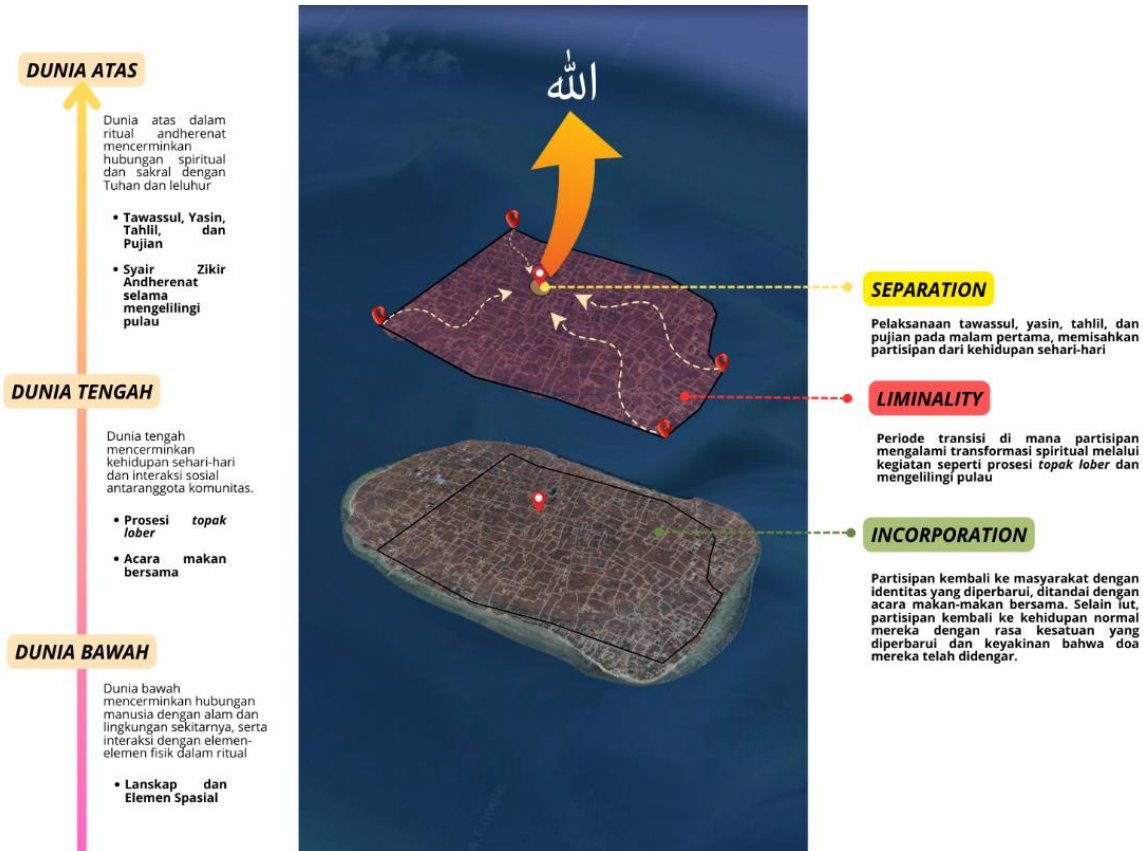 DUNIA ATAS
Dunia atas dalam
ritual andherenat
mencerminkan
hubungan spiritual
dan sakral dengan
Tuhan dan leluhur
• Tawassul, Yasin,
Tahlil, dan
Pujian
• Syair Zikir
Andherenat
selama
mengelilingi
pulau
DUNIA TENGAH
Dunia tengah
mencerminkan
kehidupan sehari-hari
dan interaksi sosial
antaranggota komunitas.
• Prosesi topak
lober
• Acara makan
bersama
DUNIA BAWAH
Dunia bawah
mencerminkan hubungan
manusia dengan alam dan
lingkungan sekitarnya, serta
interaksi dengan elemen-
elemen fisik dalam ritual
• Lanskap dan
Elemen Spasial
الله
SEPARATION
Pelaksanaan tawassul, yasin, tahlil, dan
pujian pada malam pertama, memisahkan
partisipan dari kehidupan sehari-hari
LIMINALITY
Periode transisi di mana partisipan
mengalami transformasi spiritual melalui
kegiatan seperti prosesi topak lober dan
mengelilingi pulau
INCORPORATION
Partisipan kembali ke masyarakat dengan
identitas yang diperbarui, ditandai dengan
acara makan-makan bersama. Selain iut,
partisipan kembali ke kehidupan normal
mereka dengan rasa kesatuan yang
diperbarui dan keyakinan bahwa doa
mereka telah didengar.